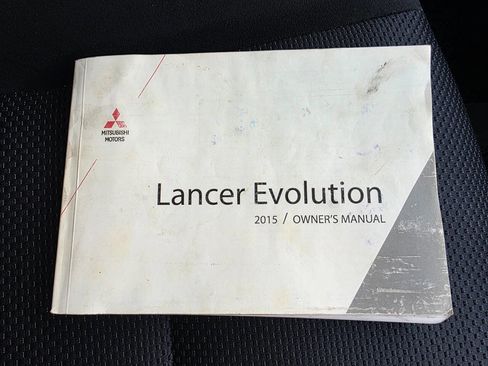 MITSUBISHI
MOTORS
Lancer Evolution
2015 / OWNER'S MANUAL